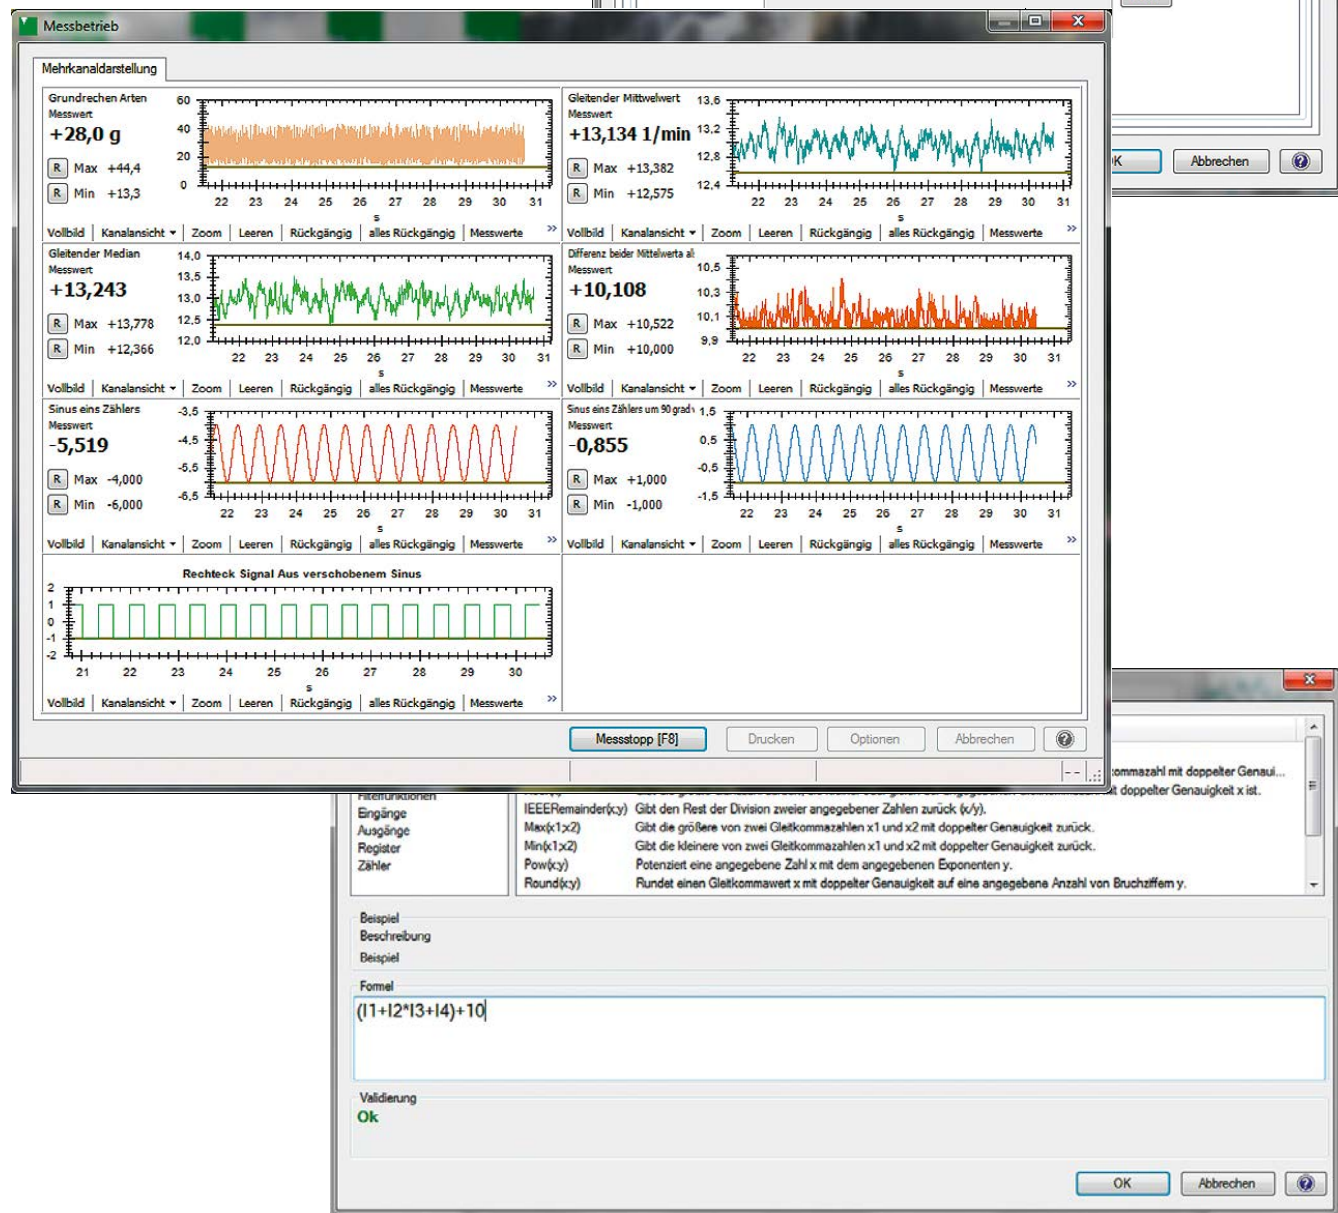 Messbetrieb
Mehrkanaldarstellung
Grundrechen Arten
Messwert
+28,0 g
R Max +44,4
R Min +13,3
60
40
20
0
22 23 24 25 26 27 28 29 30 31
s
Vollbild Kanalansicht Zoom Leeren Rückgängig alles Rückgängig Messwerte »
Gleitender Mittwelwert
Messwert
+13,134 1/min
R Max +13,382
R Min +12,575
13,6
13,2
12,8
12,4
22 23 24 25 26 27 28 29 30 31
s
Vollbild Kanalansicht Zoom Leeren Rückgängig alles Rückgängig Messwerte »
Gleitender Median
Messwert
+13,243
R Max +13,778
R Min +12,366
14,0
13,5
13,0
12,5
12,0
22 23 24 25 26 27 28 29 30 31
s
Vollbild Kanalansicht Zoom Leeren Rückgängig alles Rückgängig Messwerte »
Differenz beider Mittelwerta als
Messwert
+10,108
R Max +10,522
R Min +10,000
10,5
10,3
10,1
9,9
22 23 24 25 26 27 28 29 30 31
s
Vollbild Kanalansicht Zoom Leeren Rückgängig alles Rückgängig Messwerte »
Sinus eins Zählers
Messwert
-5,519
R Max -4,000
R Min -6,000
-3,5
-4,5
-5,5
-6,5
22 23 24 25 26 27 28 29 30 31
s
Vollbild Kanalansicht Zoom Leeren Rückgängig alles Rückgängig Messwerte »
Sinus eins Zählers um 90 grad v
Messwert
-0,855
R Max +1,000
R Min -1,000
1,5
0,5
-0,5
-1,5
22 23 24 25 26 27 28 29 30 31
s
Vollbild Kanalansicht Zoom Leeren Rückgängig alles Rückgängig Messwerte »
Rechteck Signal Aus verschobenem Sinus
2
1
0
-1
-2
21 22 23 24 25 26 27 28 29 30
s
Vollbild Kanalansicht Zoom Leeren Rückgängig alles Rückgängig Messwerte »
Messstopp [F8] Drucken Optionen Abbrechen
K Abbrechen
ommazahl mit doppelter Genaui...
t doppelter Genauigkeit x ist.
Filterfunktionen
Eingänge
Ausgänge
Register
Zähler
IEEERemainder(x;y) Gibt den Rest der Division zweier angegebener Zahlen zurück (x/y).
Max(x1;x2) Gibt die größere von zwei Gleitkommazahlen x1 und x2 mit doppelter Genauigkeit zurück.
Min(x1;x2) Gibt die kleinere von zwei Gleitkommazahlen x1 und x2 mit doppelter Genauigkeit zurück.
Pow(x;y) Potenziert eine angegebene Zahl x mit dem angegebenen Exponenten y.
Round(x;y) Rundet einen Gleitkommawert x mit doppelter Genauigkeit auf eine angegebene Anzahl von Bruchziffern y.
Beispiel
Beschreibung
Beispiel
Formel
(I1+I2*I3+I4)+10
Validierung
Ok
OK Abbrechen